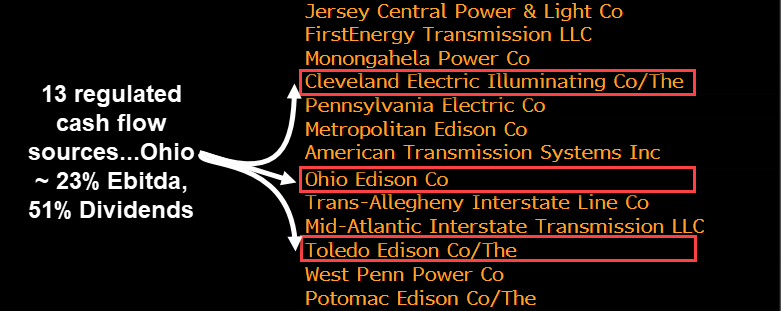 13 regulated
cash flow
sources...Ohio
~ 23% Ebitda,
51% Dividends
Jersey Central Power & Light Co
FirstEnergy Transmission LLC
Monongahela Power Co
Cleveland Electric Illuminating Co/The
Pennsylvania Electric Co
Metropolitan Edison Co
American Transmission Systems Inc
Ohio Edison Co
Trans-Allegheny Interstate Line Co
Mid-Atlantic Interstate Transmission LLC
Toledo Edison Co/The
West Penn Power Co
Potomac Edison Co/The